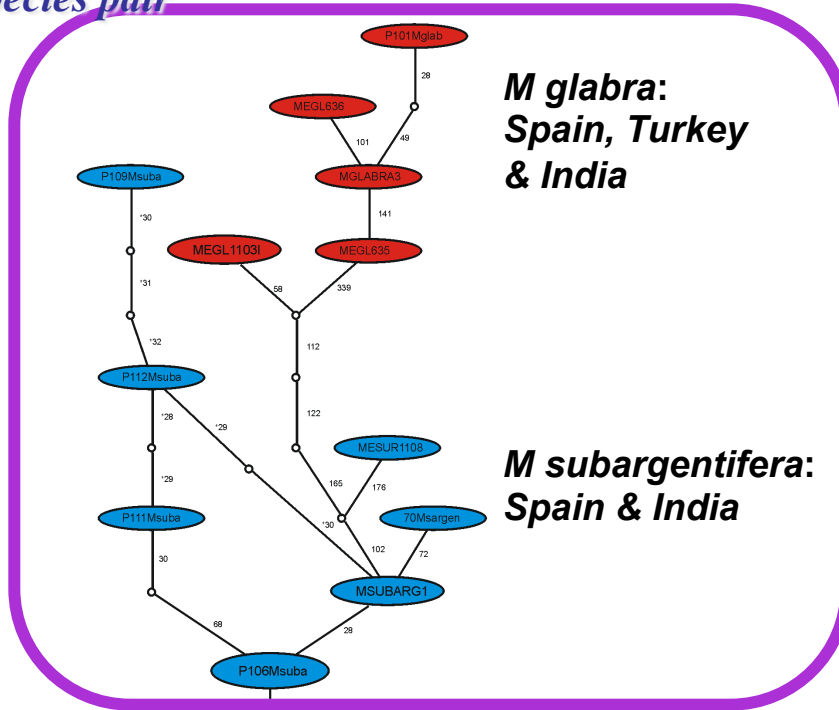 ecies pair
P101Mglab
28
M glabra:
Spain, Turkey
& India
MEGL636
101
49
P109Msuba
MGLABRA3
*30
141
MEGL1103I
MEGL635
*31
58
339
*32
112
P112Msuba
*28
*29
122
MESUR1108
M subargentifera:
Spain & India
*29
165
176
P111Msuba
*30
70Msargen
30
102
72
MSUBARG1
68
28
P106Msuba